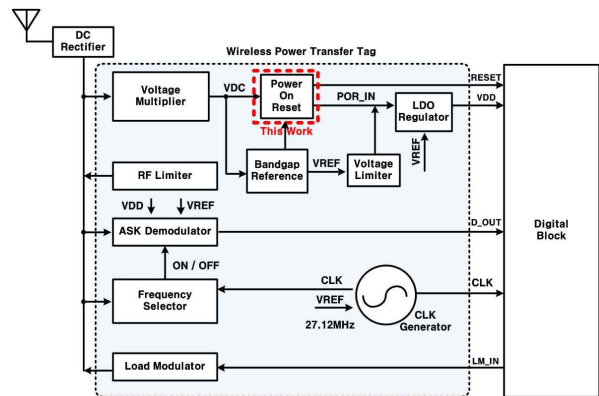 DC
Rectifier
Wireless Power Transfer Tag
Voltage
Multiplier
VDC
Power
On
Reset
This Work
RESET
POR_IN
LDO
Regulator
VDD
RF Limiter
Bandgap
Reference
VREF
Voltage
Limiter
VREF
VDD
VREF
ASK Demodulator
D_OUT
Digital
Block
ON / OFF
Frequency
Selector
CLK
VREF
27.12MHz
CLK
Generator
CLK
Load Modulator
LM_IN